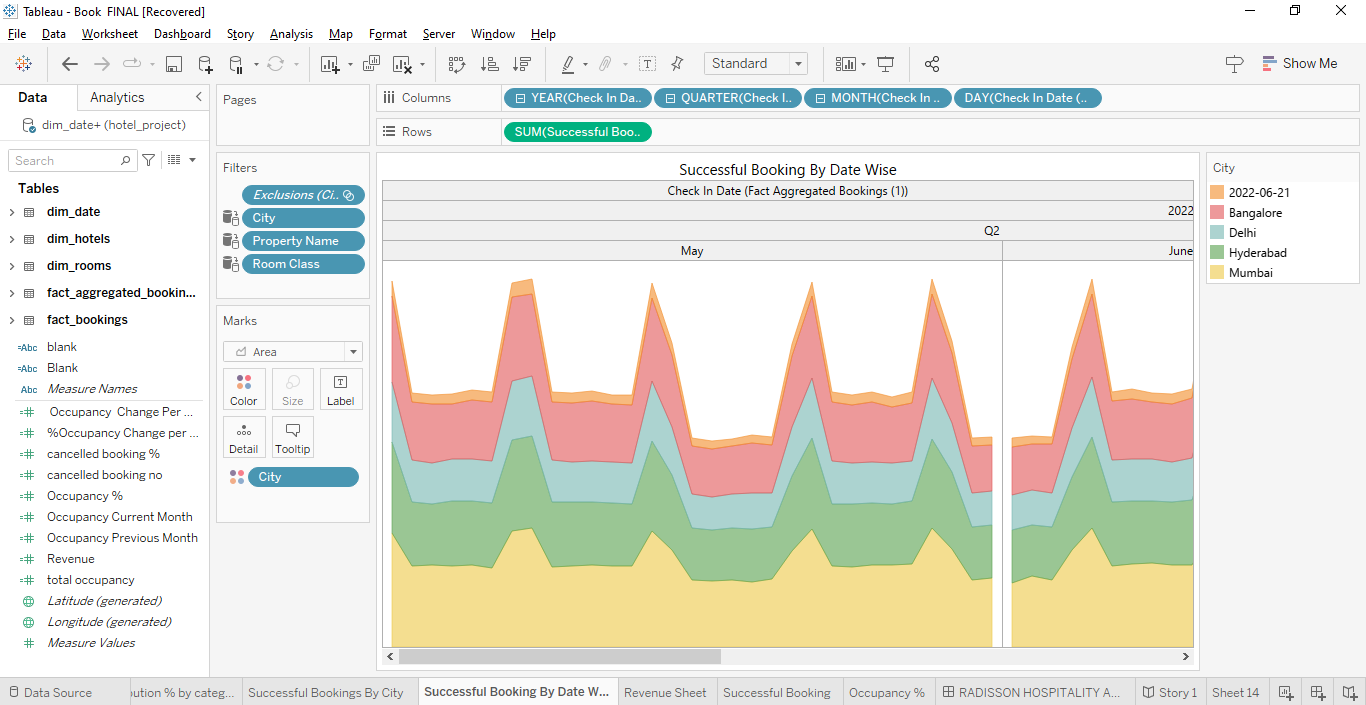 Tableau - Book  FINAL [Recovered]
File Data Worksheet Dashboard Story Analysis Map Format Server Window Help
Standard
Show Me
Data Analytics
dim_date+ (hotel_project)
Search
Tables
dim_date
dim_hotels
dim_rooms
fact_aggregated_bookin...
fact_bookings
=Abc blank
=Abc Blank
Abc Measure Names
Occupancy  Change Per ...
%Occupancy Change per ...
cancelled booking %
cancelled booking no
Occupancy %
Occupancy Current Month
Occupancy Previous Month
Revenue
total occupancy
Latitude (generated)
Longitude (generated)
Measure Values
Pages
Filters
Exclusions (Ci..
City
Property Name
Room Class
Marks
Area
Color Size Label
Detail Tooltip
City
Columns YEAR(Check In Da.. QUARTER(Check I.. MONTH(Check In .. DAY(Check In Date (..
Rows SUM(Successful Boo..
Successful Booking By Date Wise
Check In Date (Fact Aggregated Bookings (1))
2022
Q2
May June
City
2022-06-21
Bangalore
Delhi
Hyderabad
Mumbai
Data Source ution % by categ... Successful Bookings By City Successful Booking By Date W... Revenue Sheet Successful Booking Occupancy % RADISSON HOSPITALITY A... Story 1 Sheet 14